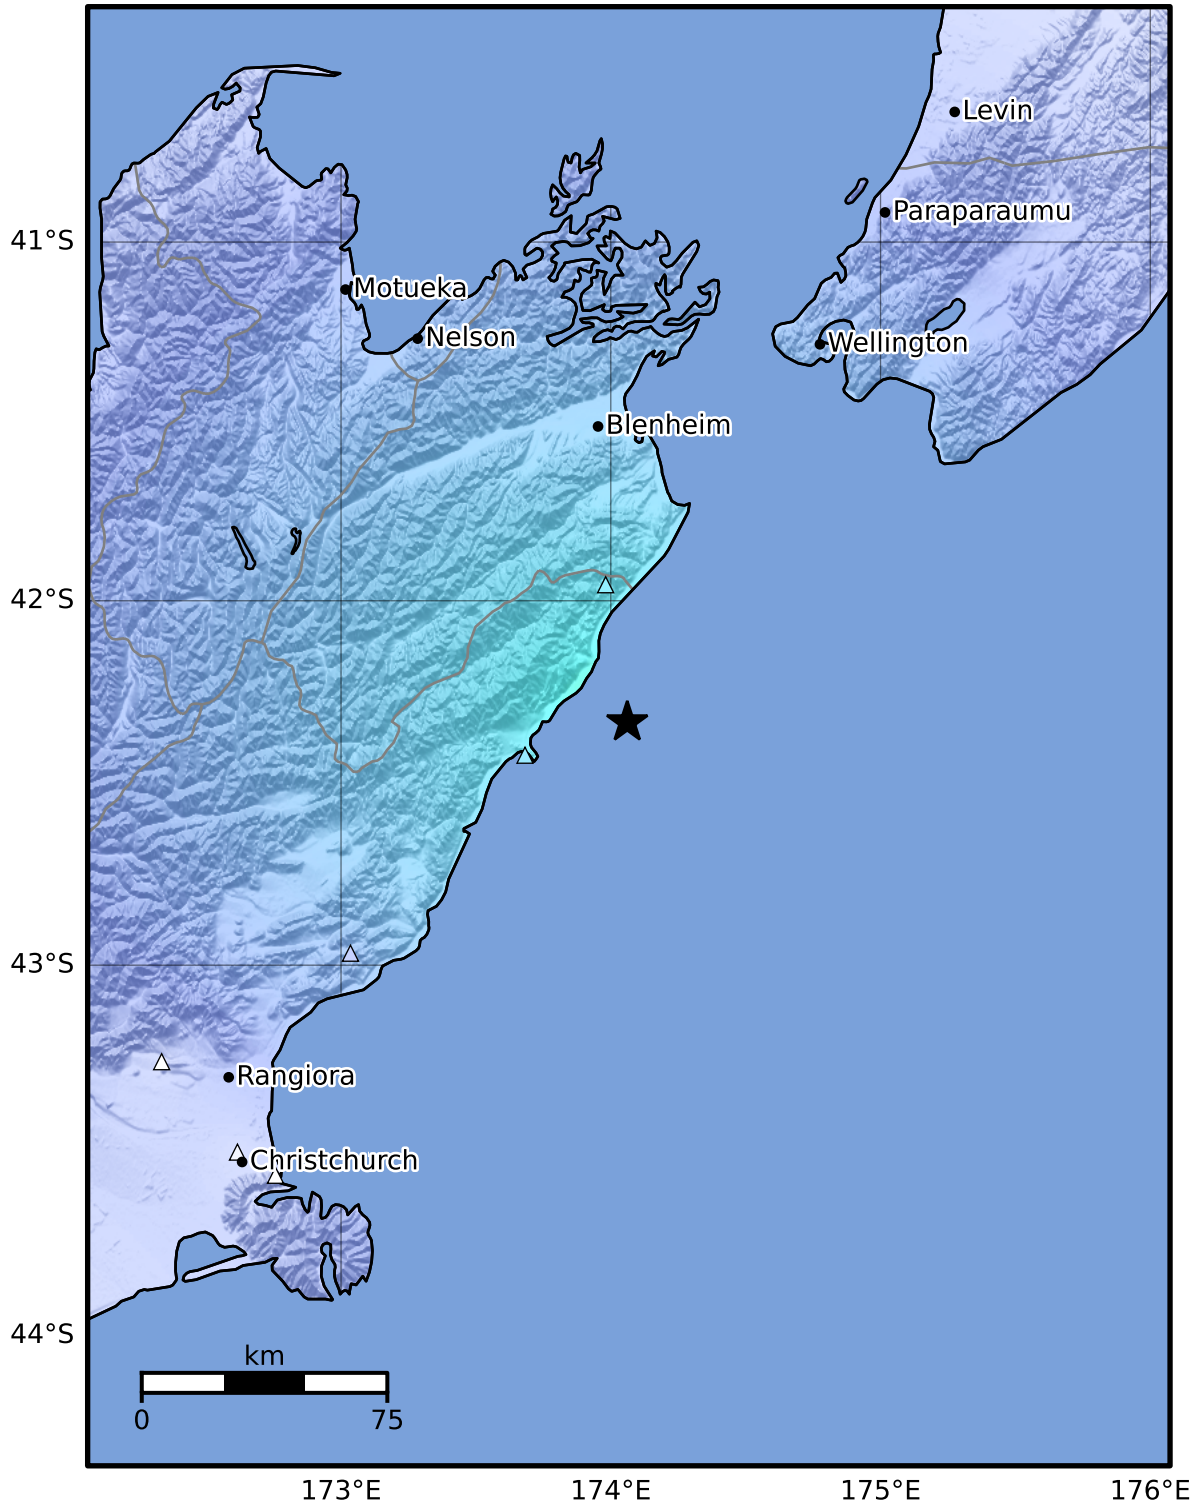 Levin
Paraparaumu
41°S
Motueka
Nelson
Wellington
Blenheim
42°S
43°S
Rangiora
Christchurch
44°S
km
0 75
173°E 174°E 175°E 176°E